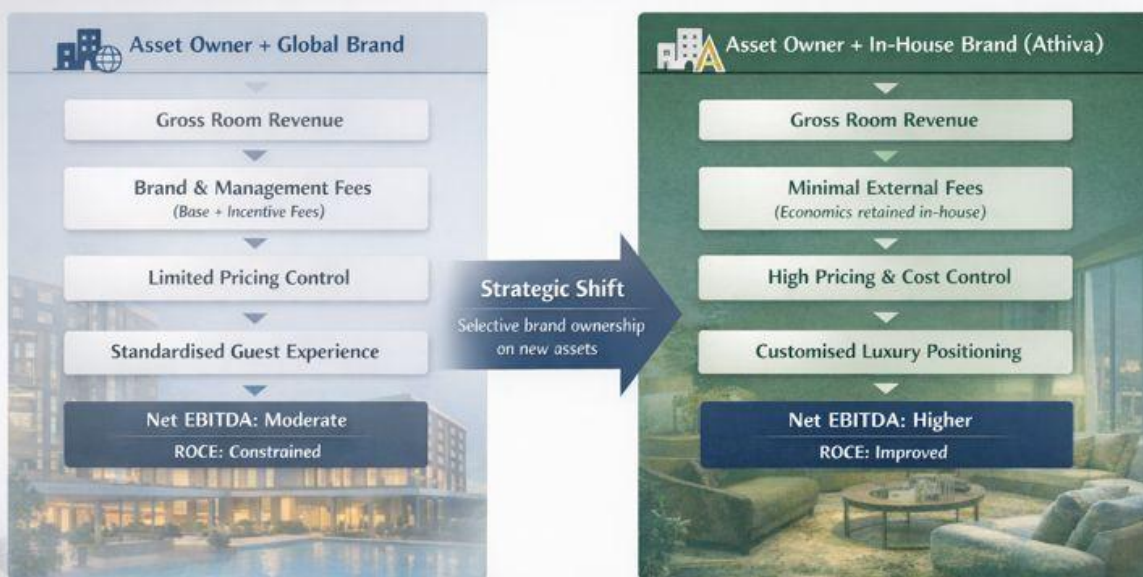 Asset Owner + Global Brand
Gross Room Revenue
Brand & Management Fees
(Base + Incentive Fees)
Limited Pricing Control
Standardised Guest Experience
Net EBITDA: Moderate
ROCE: Constrained
Strategic Shift
Selective brand ownership
on new assets
A
Asset Owner + In-House Brand (Athiva)
Gross Room Revenue
Minimal External Fees
(Economics retained in-house)
High Pricing & Cost Control
Customised Luxury Positioning
Net EBITDA: Higher
ROCE: Improved